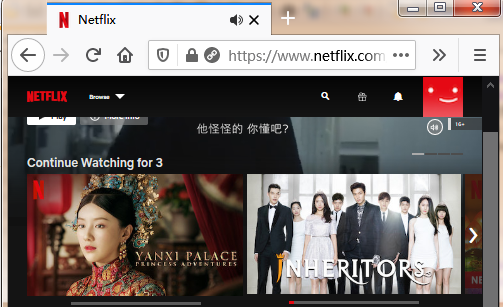 Netflix
https://www.netflix.com
NETFLIX
Browse
Play
More Info
他怪怪的 你懂吧?
16+
Continue Watching for 3
YANXI PALACE
PRINCESS ADVENTURES
INHERITORS